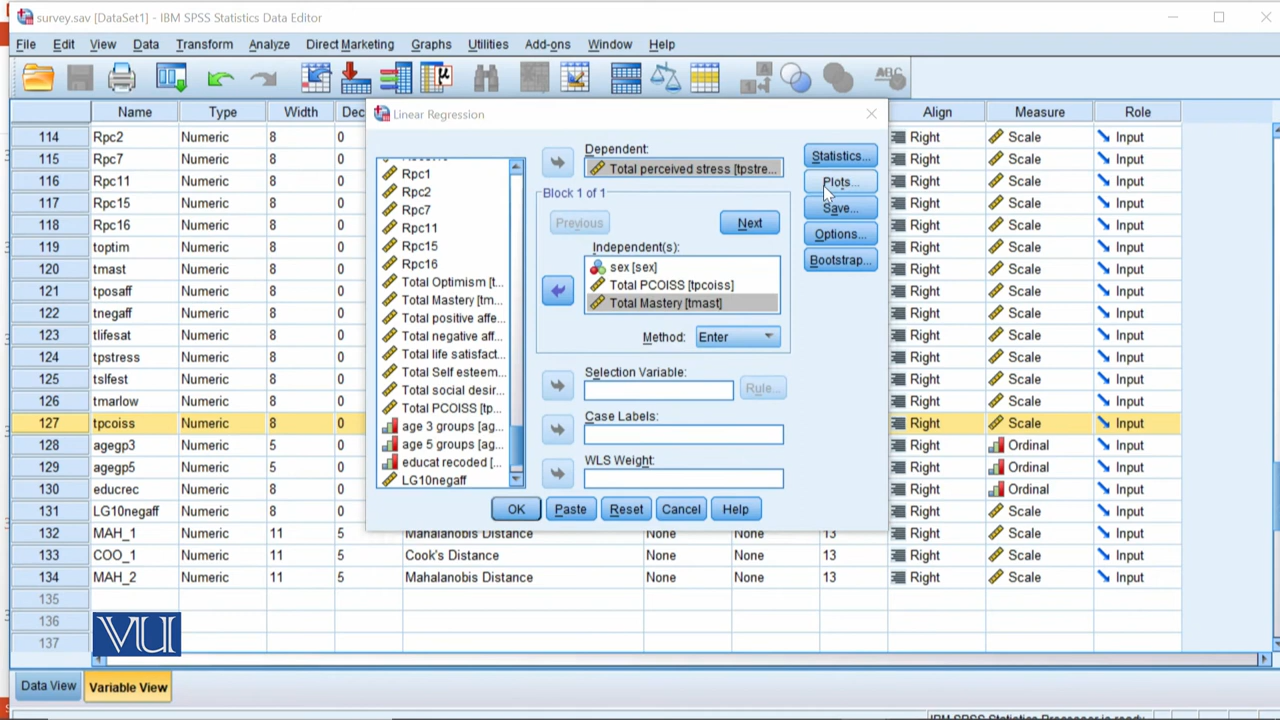 survey.sav [DataSet1] - IBM SPSS Statistics Data Editor
File Edit View Data Transform Analyze Direct Marketing Graphs Utilities Add-ons Window Help
Name Type Width Dec Align Measure Role
114 Rpc2 Numeric 8 0 Right Scale Input
115 Rpc7 Numeric 8 0 Right Scale Input
116 Rpc11 Numeric 8 0 Right Scale Input
117 Rpc15 Numeric 8 0 Right Scale Input
118 Rpc16 Numeric 8 0 Right Scale Input
119 toptim Numeric 8 0 Right Scale Input
120 tmast Numeric 8 0 Right Scale Input
121 tposaff Numeric 8 0 Right Scale Input
122 tnegaff Numeric 8 0 Right Scale Input
123 tlifesat Numeric 8 0 Right Scale Input
124 tpstress Numeric 8 0 Right Scale Input
125 tslfest Numeric 8 0 Right Scale Input
126 tmarlow Numeric 8 0 Right Scale Input
127 tpcoiss Numeric 8 0 Right Scale Input
128 agegp3 Numeric 5 0 Right Ordinal Input
129 agegp5 Numeric 5 0 Right Ordinal Input
130 educrec Numeric 8 0 Right Ordinal Input
131 LG10negaff Numeric 8 0 Right Scale Input
132 MAH_1 Numeric 11 5 Mahalanobis Distance None None 13 Right Scale Input
133 COO_1 Numeric 11 5 Cook's Distance None None 13 Right Scale Input
134 MAH_2 Numeric 11 5 Mahalanobis Distance None None 13 Right Scale Input
135
136
137
Linear Regression
Rpc1
Rpc2
Rpc7
Rpc11
Rpc15
Rpc16
Total Optimism [t...
Total Mastery [tm...
Total positive affe...
Total negative aff...
Total life satisfact...
Total Self esteem...
Total social desir...
Total PCOISS [tp...
age 3 groups [ag...
age 5 groups [ag...
educat recoded [...
LG10negaff
Dependent:
Total perceived stress [tpstre...
Block 1 of 1
Previous Next
Independent(s):
sex [sex]
Total PCOISS [tpcoiss]
Total Mastery [tmast]
Method: Enter
Selection Variable:
Rule...
Case Labels:
WLS Weight:
Statistics...
Plots...
Save...
Options...
Bootstrap...
OK Paste Reset Cancel Help
VU
Data View Variable View